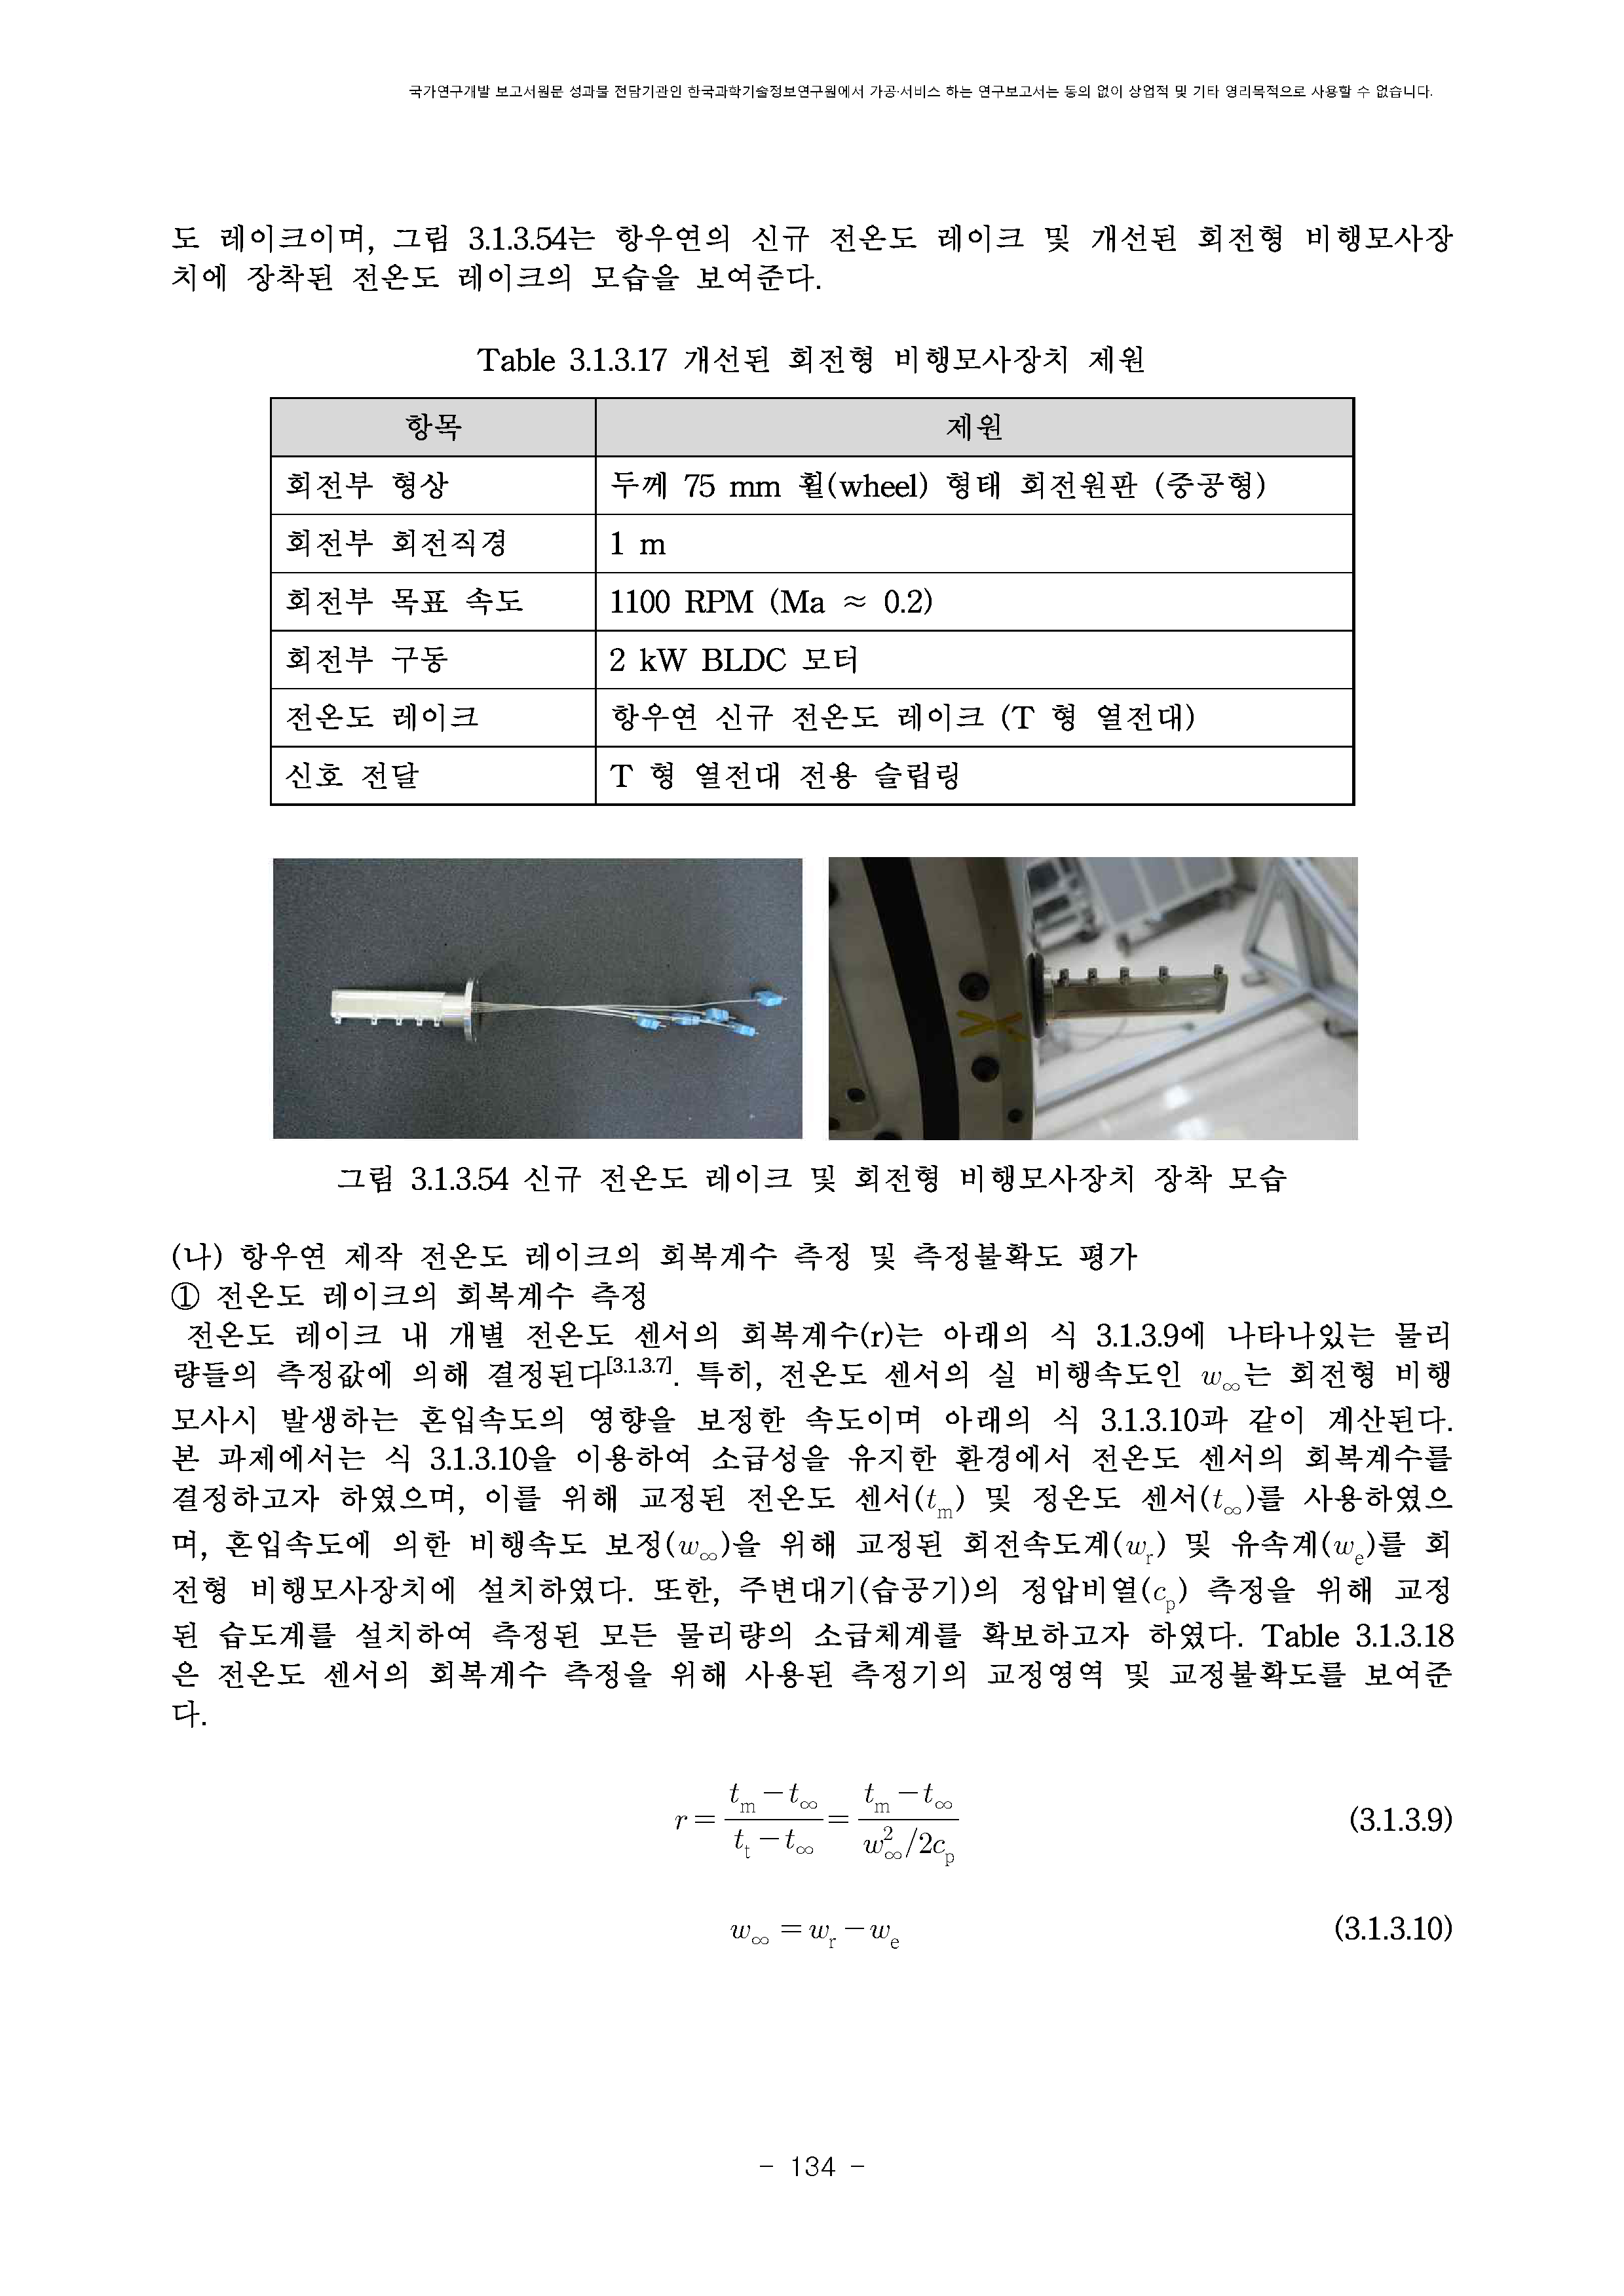 국가연구개발 보고서원문 성과물 전담기관인 한국과학기술정보연구원에서 가공·서비스 하는 연구보고서는 동의 없이 상업적 및 기타 영리목적으로 사용할 수 없습니다.
도 레이크이며, 그림 3.1.3.54는 항우연의 신규 전온도 레이크 및 개선된 회전형 비행모사장
치에 장착된 전온도 레이크의 모습을 보여준다.
Table 3.1.3.17 개선된 회전형 비행모사장치 제원
항목 제원
회전부 형상 두께 75 mm 휠(wheel) 형태 회전원판 (중공형)
회전부 회전직경 1 m
회전부 목표 속도 1100 RPM (Ma ≈ 0.2)
회전부 구동 2 kW BLDC 모터
전온도 레이크 항우연 신규 전온도 레이크 (T 형 열전대)
신호 전달 T 형 열전대 전용 슬립링
그림 3.1.3.54 신규 전온도 레이크 및 회전형 비행모사장치 장착 모습
(나) 항우연 제작 전온도 레이크의 회복계수 측정 및 측정불확도 평가
① 전온도 레이크의 회복계수 측정
전온도 레이크 내 개별 전온도 센서의 회복계수(r)는 아래의 식 3.1.3.9에 나타나있는 물리
량들의 측정값에 의해 결정된다[3.1.3.7]. 특히, 전온도 센서의 실 비행속도인 w∞는 회전형 비행
모사시 발생하는 혼입속도의 영향을 보정한 속도이며 아래의 식 3.1.3.10과 같이 계산된다.
본 과제에서는 식 3.1.3.10을 이용하여 소급성을 유지한 환경에서 전온도 센서의 회복계수를
결정하고자 하였으며, 이를 위해 교정된 전온도 센서(tm) 및 정온도 센서(t∞)를 사용하였으
며, 혼입속도에 의한 비행속도 보정(w∞)을 위해 교정된 회전속도계(wr) 및 유속계(we)를 회
전형 비행모사장치에 설치하였다. 또한, 주변대기(습공기)의 정압비열(cp) 측정을 위해 교정
된 습도계를 설치하여 측정된 모든 물리량의 소급체계를 확보하고자 하였다. Table 3.1.3.18
은 전온도 센서의 회복계수 측정을 위해 사용된 측정기의 교정영역 및 교정불확도를 보여준
다.
r = (tm − t∞)/(tt − t∞) = (tm − t∞)/(w∞²/2cp) (3.1.3.9)
w∞ = wr − we (3.1.3.10)
- 134 -